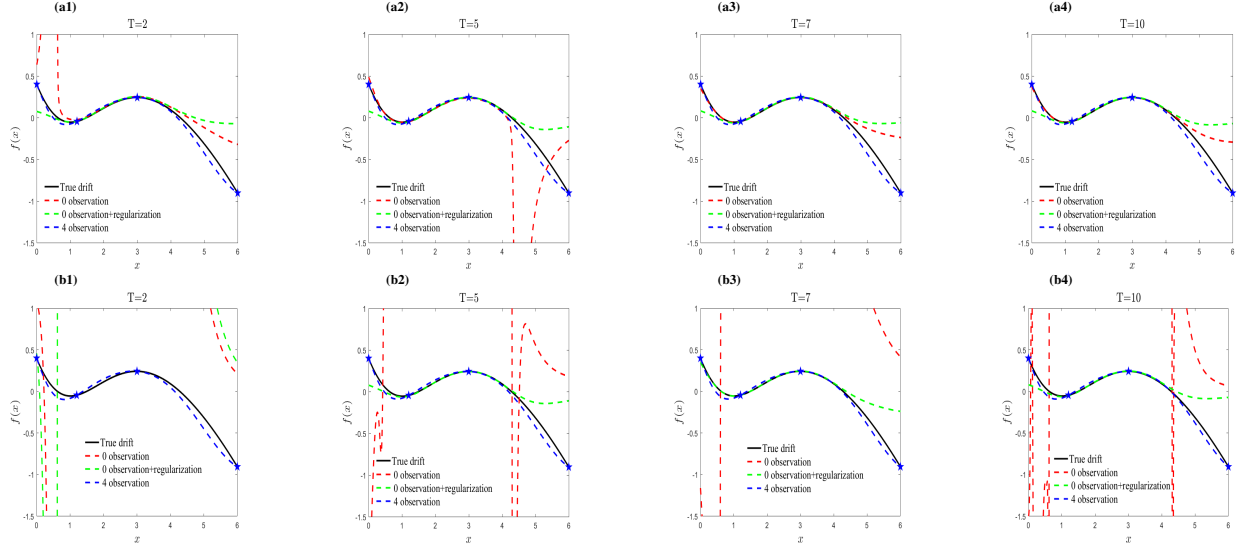 (a1)
T=2
1
0.5
0
-0.5
-1
-1.5
f(x)
True drift
0 observation
0 observation+regularization
4 observation
0 1 2 3 4 5 6
x
(a2)
T=5
1
0.5
0
-0.5
-1
-1.5
f(x)
True drift
0 observation
0 observation+regularization
4 observation
0 1 2 3 4 5 6
x
(a3)
T=7
1
0.5
0
-0.5
-1
-1.5
f(x)
True drift
0 observation
0 observation+regularization
4 observation
0 1 2 3 4 5 6
x
(a4)
T=10
1
0.5
0
-0.5
-1
-1.5
f(x)
True drift
0 observation
0 observation+regularization
4 observation
0 1 2 3 4 5 6
x
(b1)
T=2
1
0.5
0
-0.5
-1
-1.5
f(x)
True drift
0 observation
0 observation+regularization
4 observation
0 1 2 3 4 5 6
x
(b2)
T=5
1
0.5
0
-0.5
-1
-1.5
f(x)
True drift
0 observation
0 observation+regularization
4 observation
0 1 2 3 4 5 6
x
(b3)
T=7
1
0.5
0
-0.5
-1
-1.5
f(x)
True drift
0 observation
0 observation+regularization
4 observation
0 1 2 3 4 5 6
x
(b4)
T=10
1
0.5
0
-0.5
-1
-1.5
f(x)
True drift
0 observation
0 observation+regularization
4 observation
0 1 2 3 4 5 6
x